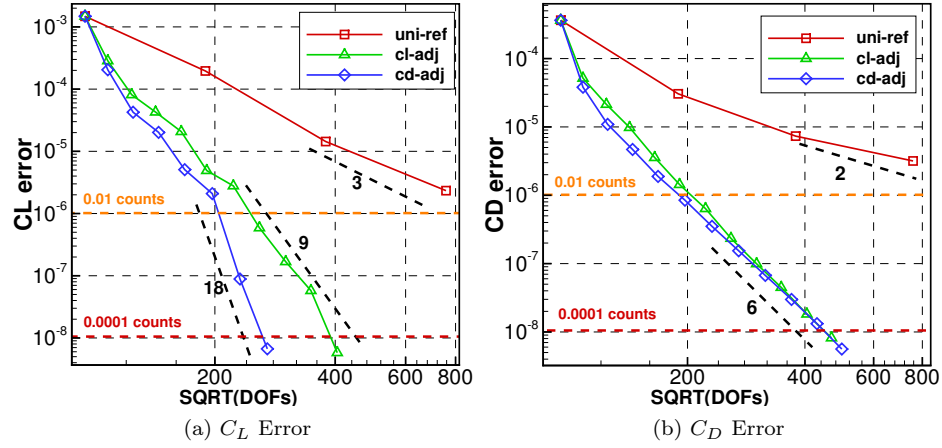 10⁻³
10⁻⁴
10⁻⁵
10⁻⁶
10⁻⁷
10⁻⁸
CL error
uni-ref
cl-adj
cd-adj
3
0.01 counts
9
18
0.0001 counts
200
400
600
800
SQRT(DOFs)
(a) C_L Error
10⁻³
10⁻⁴
10⁻⁵
10⁻⁶
10⁻⁷
10⁻⁸
CD error
uni-ref
cl-adj
cd-adj
2
0.01 counts
6
0.0001 counts
200
400
600
800
SQRT(DOFs)
(b) C_D Error